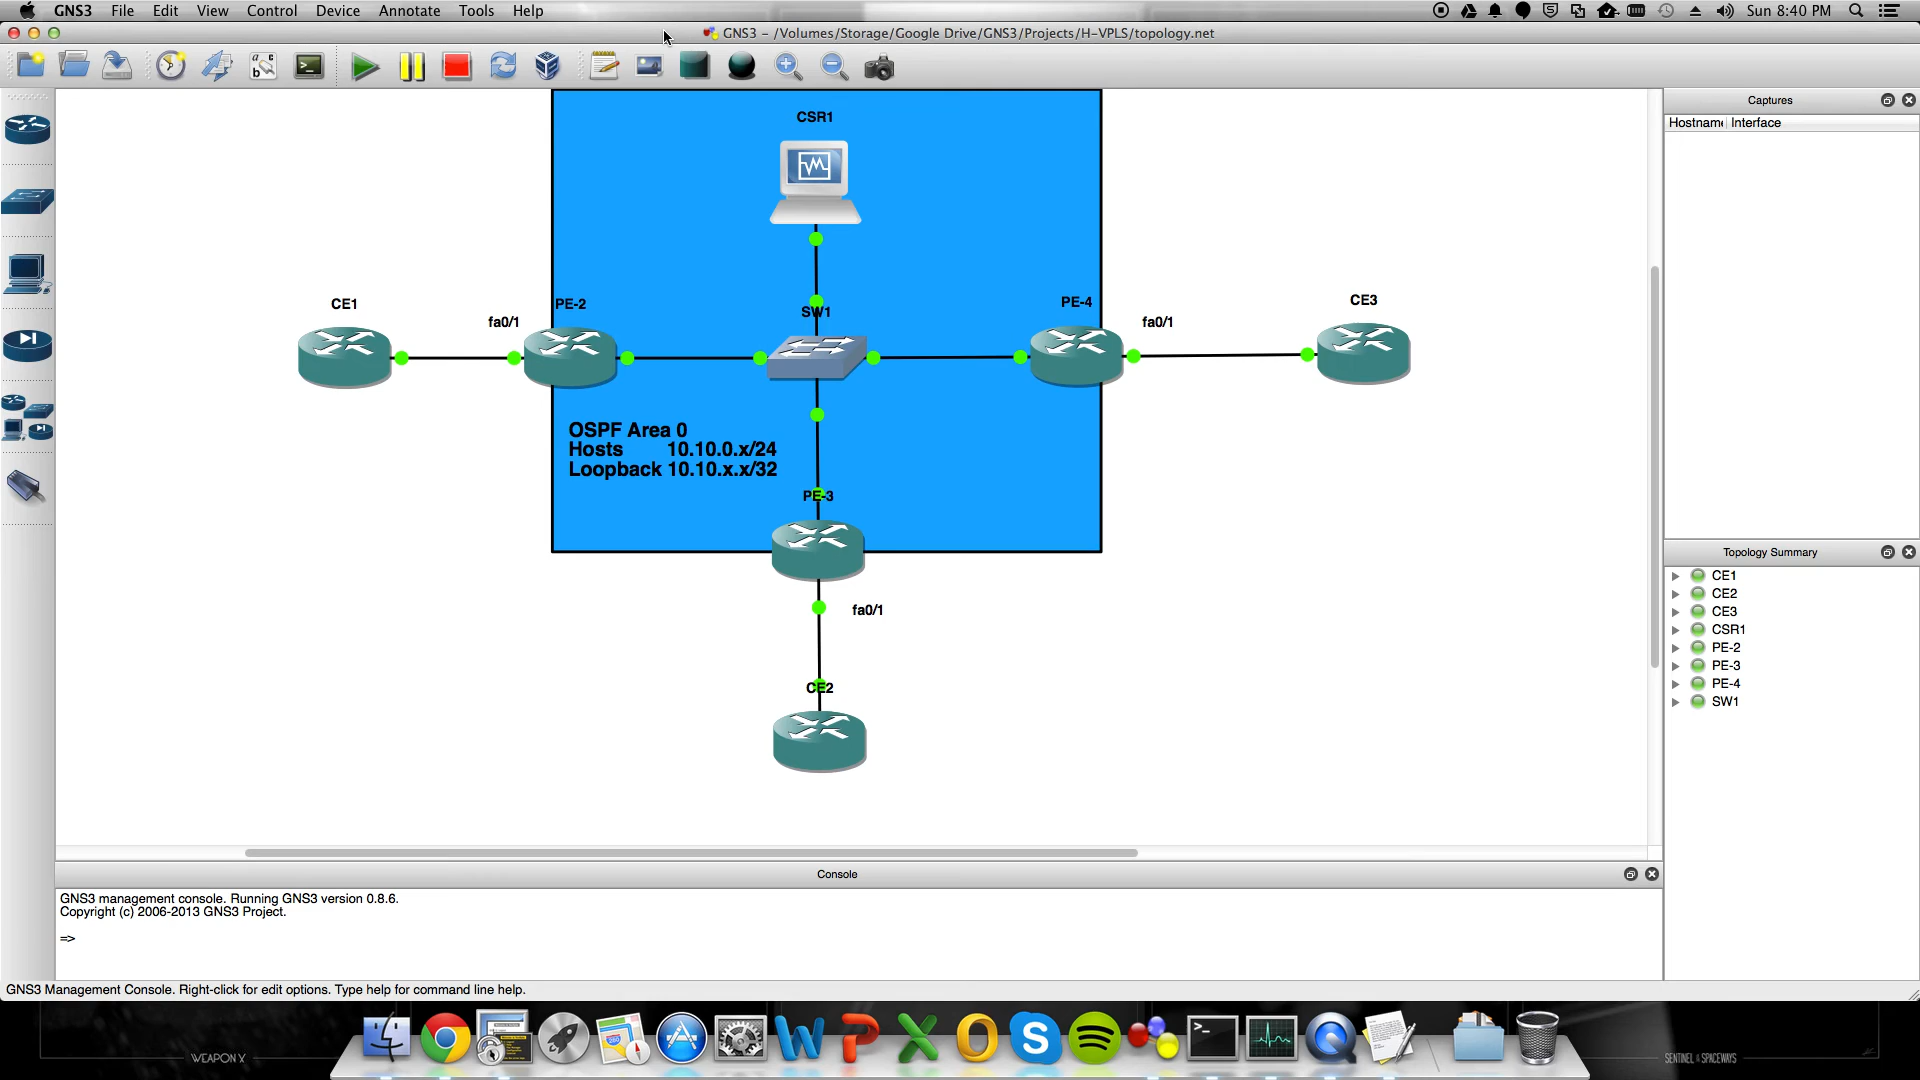 GNS3 File Edit View Control Device Annotate Tools Help
Sun 8:40 PM
GNS3 – /Volumes/Storage/Google Drive/GNS3/Projects/H-VPLS/topology.net
CSR1
CE1
fa0/1
PE-2
SW1
PE-4
fa0/1
CE3
OSPF Area 0
Hosts 10.10.0.x/24
Loopback 10.10.x.x/32
PE-3
fa0/1
CE2
Captures
Hostname Interface
Topology Summary
CE1
CE2
CE3
CSR1
PE-2
PE-3
PE-4
SW1
Console
GNS3 management console. Running GNS3 version 0.8.6.
Copyright (c) 2006-2013 GNS3 Project.
=>
GNS3 Management Console. Right-click for edit options. Type help for command line help.
WEAPON X
SENTINEL & SPACEWAYS